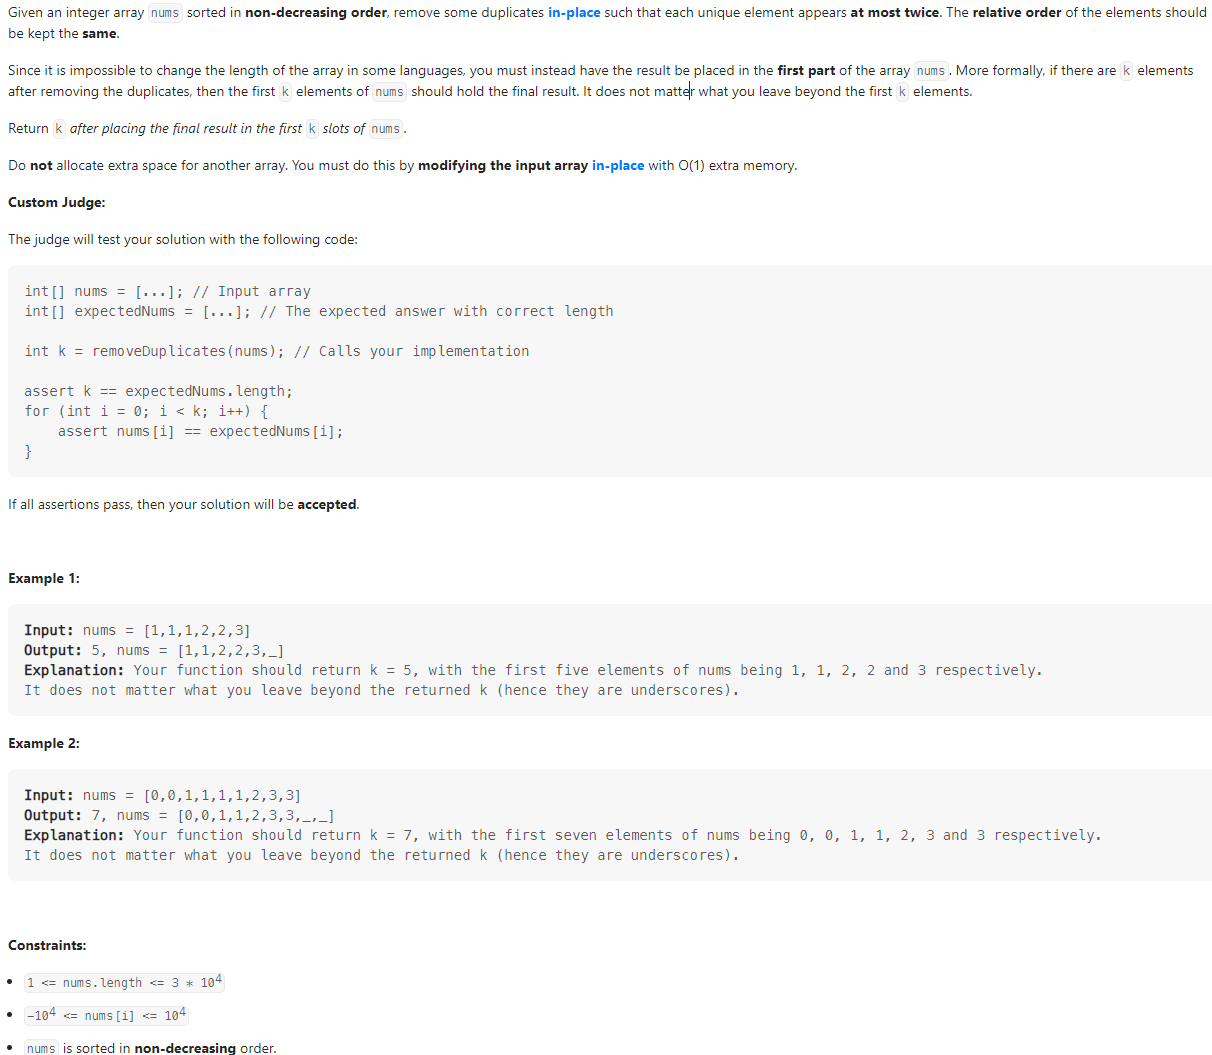 Given an integer array nums sorted in non-decreasing order, remove some duplicates in-place such that each unique element appears at most twice. The relative order of the elements should
be kept the same.
Since it is impossible to change the length of the array in some languages, you must instead have the result be placed in the first part of the array nums. More formally, if there are k elements
after removing the duplicates, then the first k elements of nums should hold the final result. It does not matter what you leave beyond the first k elements.
Return k after placing the final result in the first k slots of nums.
Do not allocate extra space for another array. You must do this by modifying the input array in-place with O(1) extra memory.
Custom Judge:
The judge will test your solution with the following code:
int[] nums = [...]; // Input array
int[] expectedNums = [...]; // The expected answer with correct length
int k = removeDuplicates(nums); // Calls your implementation
assert k == expectedNums.length;
for (int i = 0; i < k; i++) {
    assert nums[i] == expectedNums[i];
}
If all assertions pass, then your solution will be accepted.
Example 1:
Input: nums = [1,1,1,2,2,3]
Output: 5, nums = [1,1,2,2,3,_]
Explanation: Your function should return k = 5, with the first five elements of nums being 1, 1, 2, 2 and 3 respectively.
It does not matter what you leave beyond the returned k (hence they are underscores).
Example 2:
Input: nums = [0,0,1,1,1,1,2,3,3]
Output: 7, nums = [0,0,1,1,2,3,3,_,_]
Explanation: Your function should return k = 7, with the first seven elements of nums being 0, 0, 1, 1, 2, 3 and 3 respectively.
It does not matter what you leave beyond the returned k (hence they are underscores).
Constraints:
• 1 <= nums.length <= 3 * 10⁴
• -10⁴ <= nums[i] <= 10⁴
• nums is sorted in non-decreasing order.